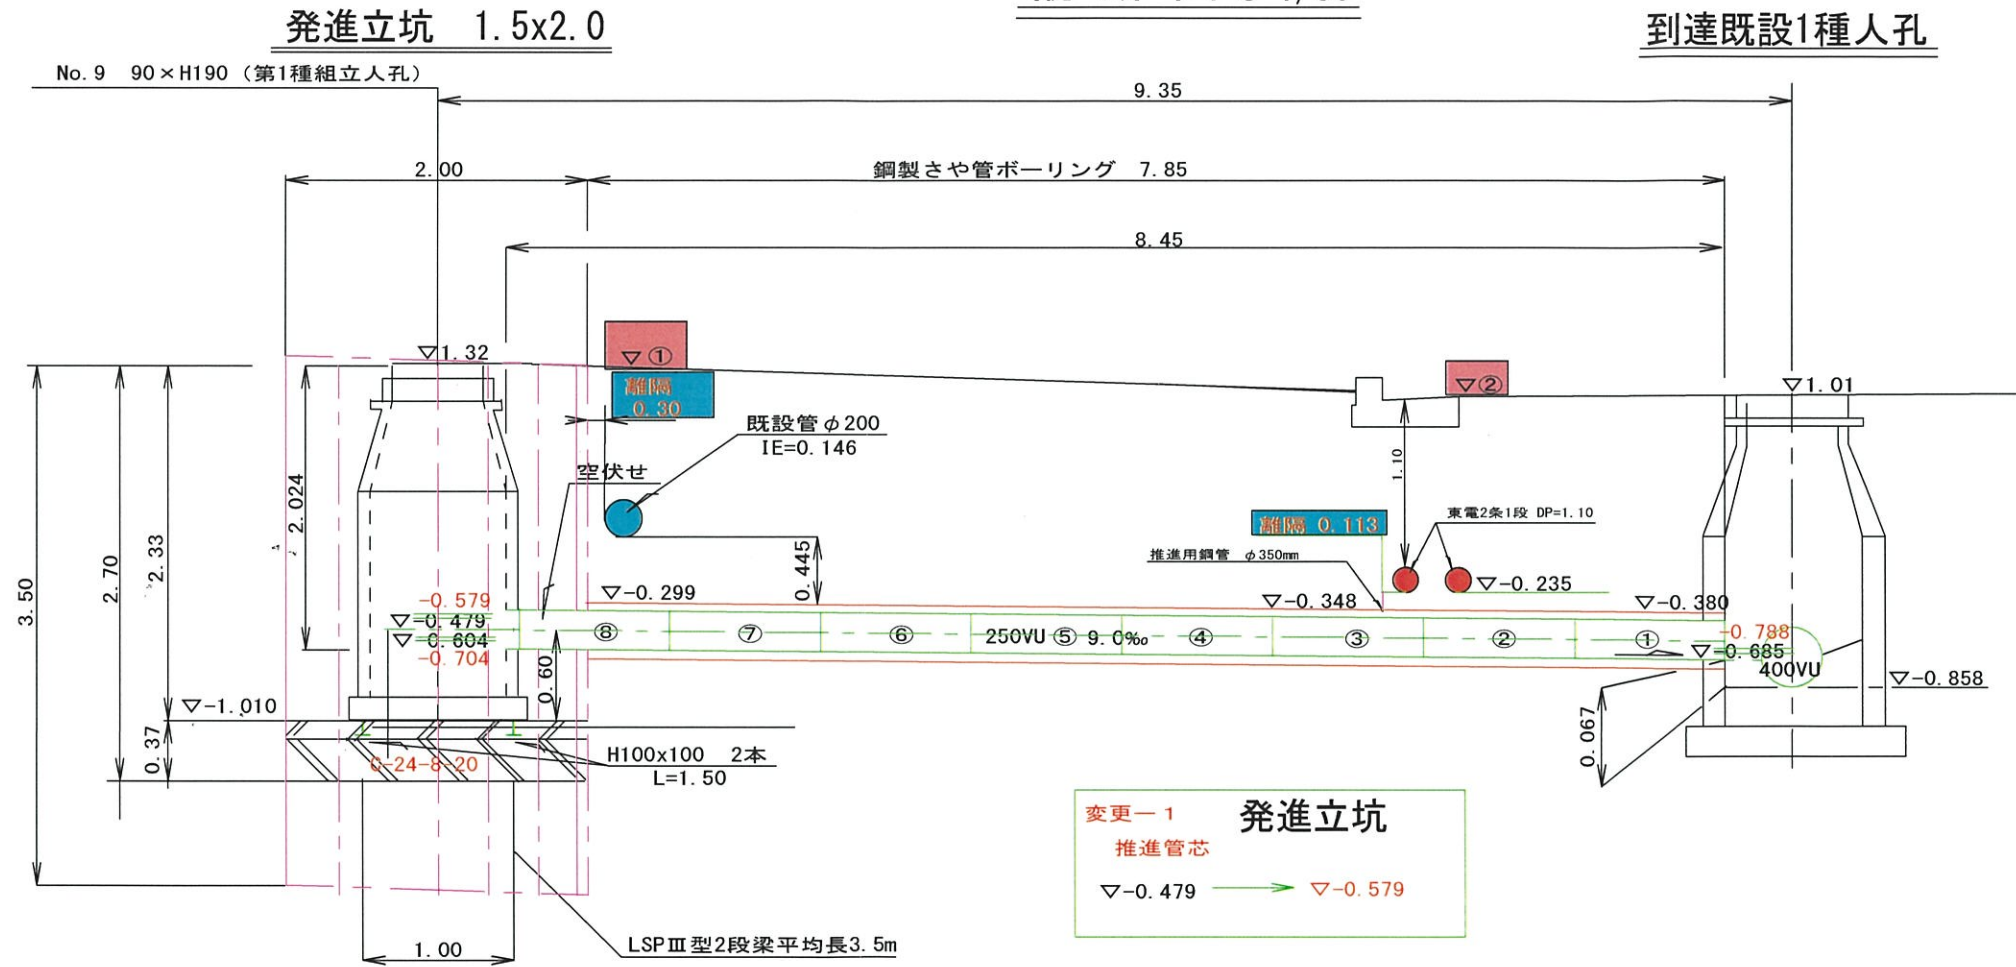 発進立坑 1.5x2.0
到達既設1種人孔
No.9 90×H190（第1種組立人孔）
9.35
2.00
鋼製さや管ボーリング 7.85
8.45
▽1.32
▽①
離隔
0.30
▽②
▽1.01
既設管φ200
IE=0.146
空伏せ
1.10
離隔 0.113
東電2条1段 DP=1.10
推進用鋼管 φ350mm
3.50
2.70
2.33
2.024
0.445
▽-0.299
▽-0.348
▽-0.235
▽-0.380
-0.579
▽-0.479
▽-0.604
-0.704
⑧ ⑦ ⑥ 250VU ⑤ 9.0‰ ④ ③ ② ①
-0.788
▽-0.685
400VU
▽-0.858
0.60
▽-1.010
0.37
0.067
C-24-8-20
H100x100 2本
L=1.50
変更ー1 発進立坑
推進管芯
▽-0.479 → ▽-0.579
1.00
LSPⅢ型2段梁平均長3.5m